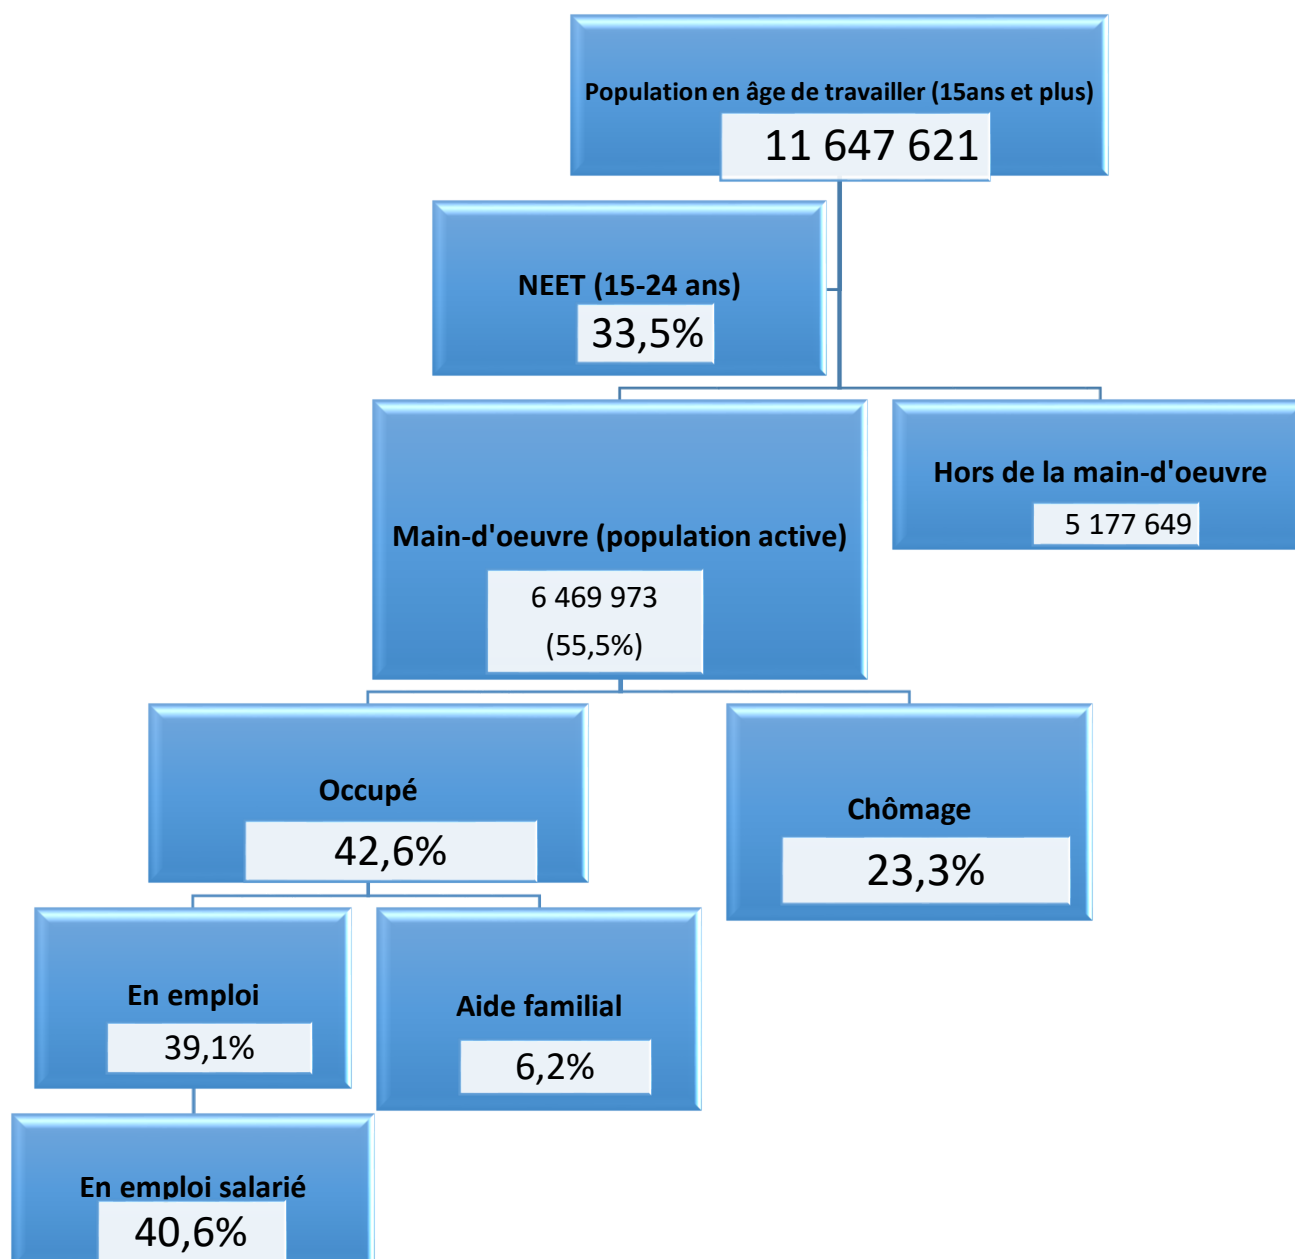 Population en âge de travailler (15ans et plus)
11 647 621
NEET (15-24 ans)
33,5%
Main-d'oeuvre (population active)
6 469 973
(55,5%)
Hors de la main-d'oeuvre
5 177 649
Occupé
42,6%
Chômage
23,3%
En emploi
39,1%
Aide familial
6,2%
En emploi salarié
40,6%